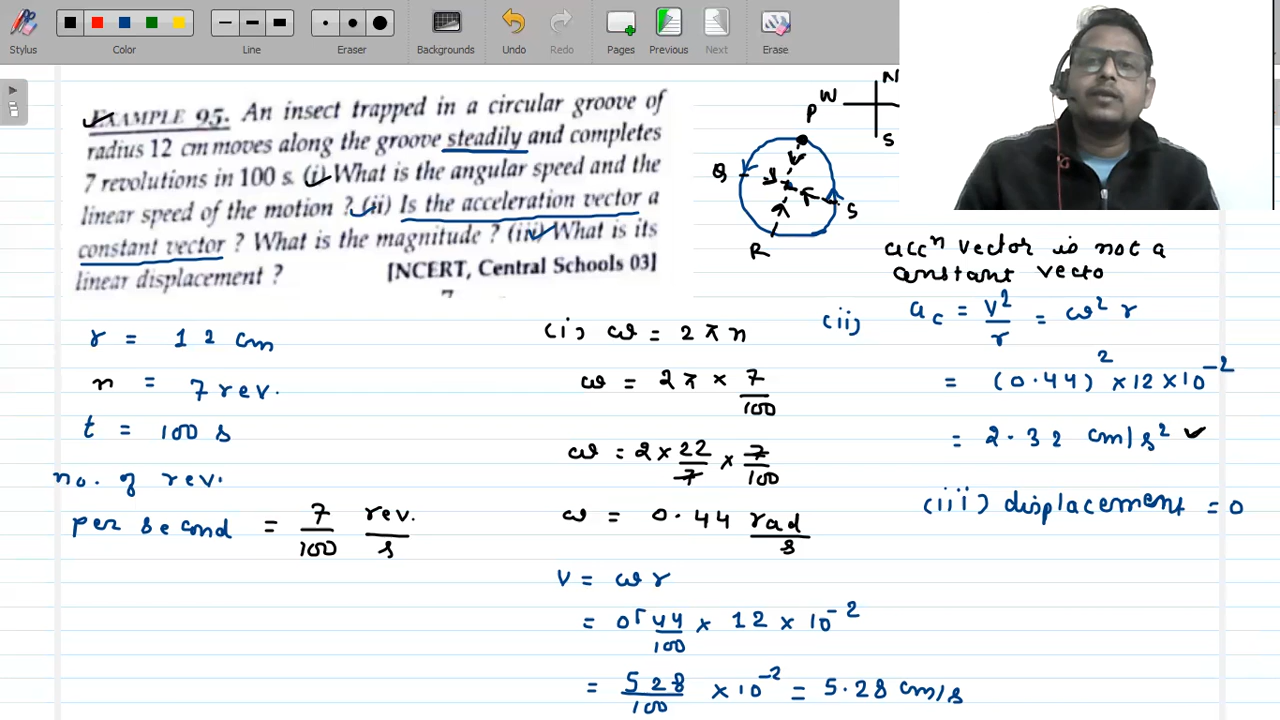 Stylus
Color
Line
Eraser
Backgrounds
Undo
Redo
Pages
Previous
Next
Erase
EXAMPLE 95. An insect trapped in a circular groove of
radius 12 cm moves along the groove steadily and completes
7 revolutions in 100 s. (i) What is the angular speed and the
linear speed of the motion ? (ii) Is the acceleration vector a
constant vector ? What is the magnitude ? (iii) What is its
linear displacement ?
[NCERT, Central Schools 03]
N
W
S
P
Q
S
R
r = 12 cm
n = 7 rev.
t = 100 s
no. of rev.
per second = 7/100 rev./s
(i) ω = 2πn
ω = 2π × 7/100
ω = 2 × 22/7 × 7/100
ω = 0.44 rad/s
v = ωr
= 44/100 × 12 × 10⁻²
= 528/100 × 10⁻² = 5.28 cm/s
accⁿ vector is not a
constant vecto
(ii) a_c = v²/r = ω² r
= (0.44)² × 12 × 10⁻²
= 2.32 cm/s²
(iii) displacement = 0